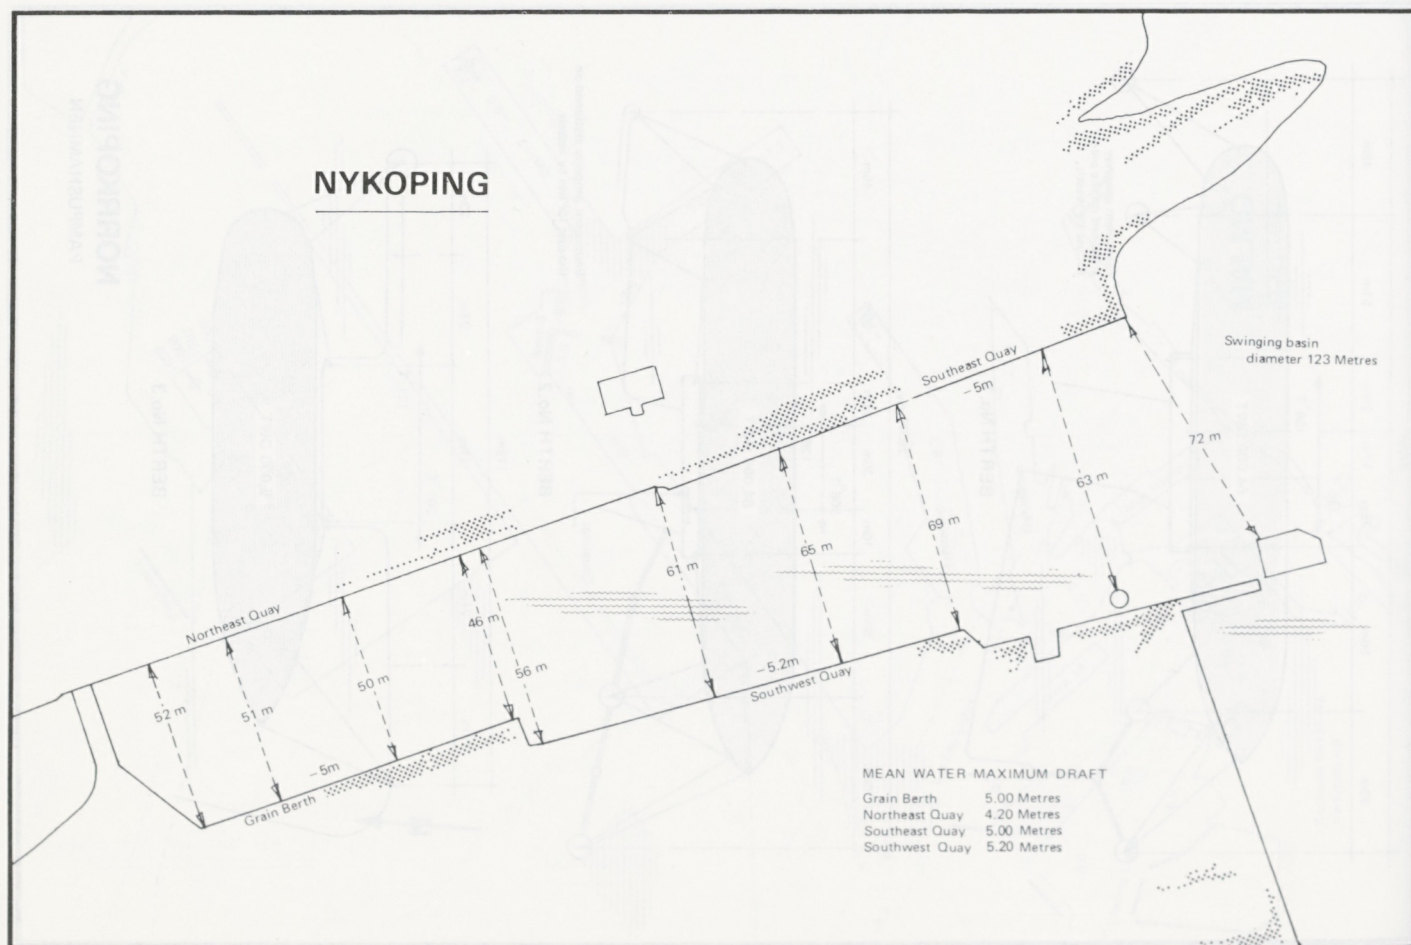 NYKOPING
Swinging basin
diameter 123 Metres
Southeast Quay
-5m
72 m
63 m
69 m
65 m
61 m
Northeast Quay
46 m
56 m
50 m
51 m
52 m
-5m
Grain Berth
-5.2m
Southwest Quay
MEAN WATER MAXIMUM DRAFT
Grain Berth 5.00 Metres
Northeast Quay 4.20 Metres
Southeast Quay 5.00 Metres
Southwest Quay 5.20 Metres